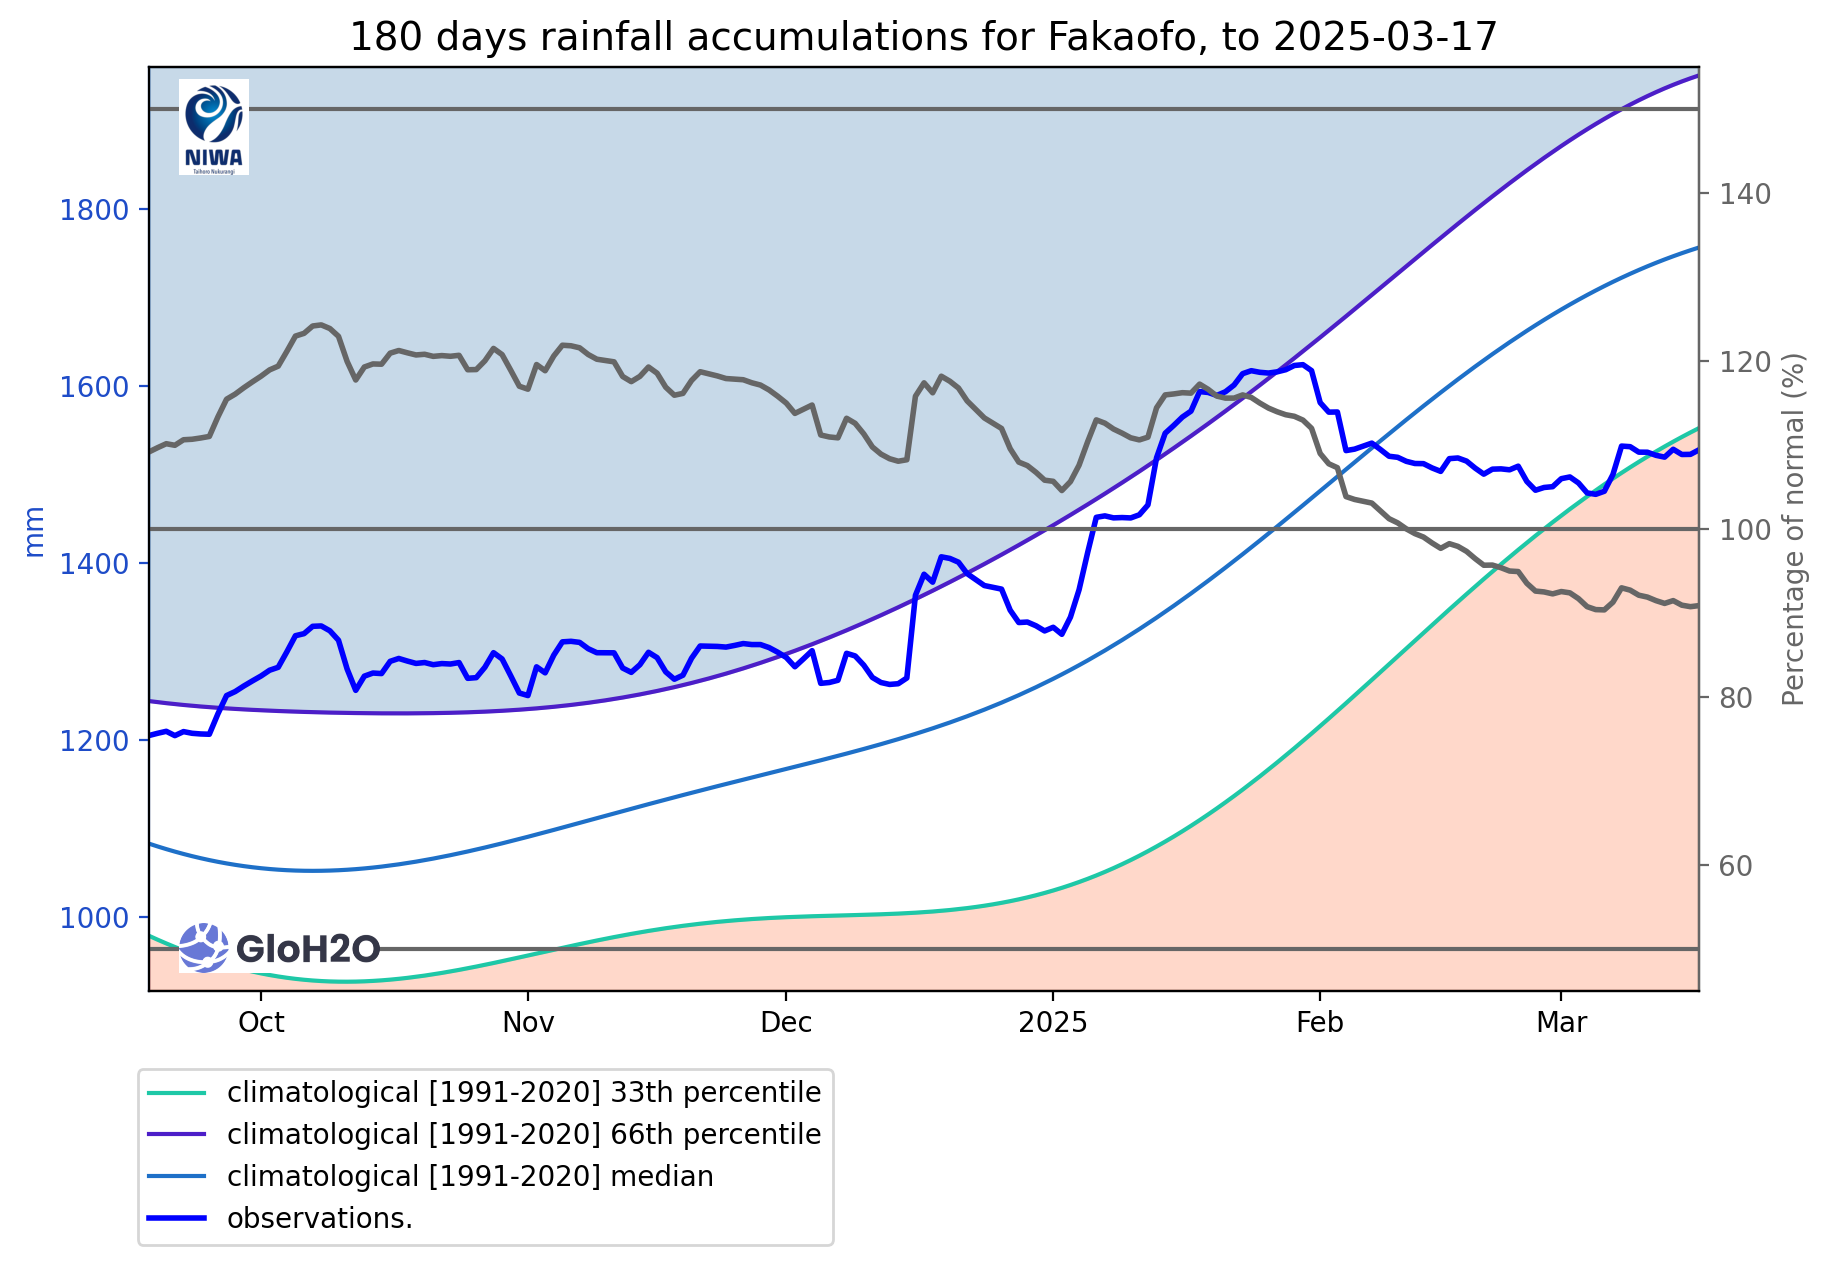 180 days rainfall accumulations for Fakaofo, to 2025-03-17
NIWA
Taihoro Nukurangi
1800
1600
1400
1200
1000
mm
140
120
100
80
60
Percentage of normal (%)
GloH2O
Oct
Nov
Dec
2025
Feb
Mar
climatological [1991-2020] 33th percentile
climatological [1991-2020] 66th percentile
climatological [1991-2020] median
observations.